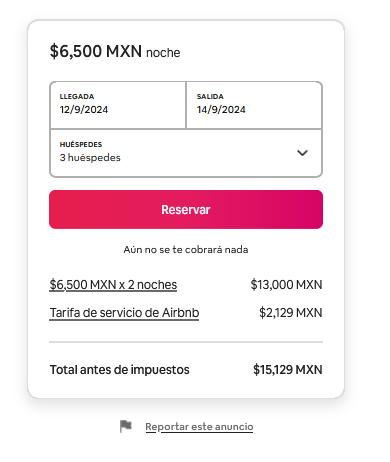 $6,500 MXN noche
LLEGADA
12/9/2024
SALIDA
14/9/2024
HUÉSPEDES
3 huéspedes
Reservar
Aún no se te cobrará nada
$6,500 MXN x 2 noches $13,000 MXN
Tarifa de servicio de Airbnb $2,129 MXN
Total antes de impuestos $15,129 MXN
Reportar este anuncio